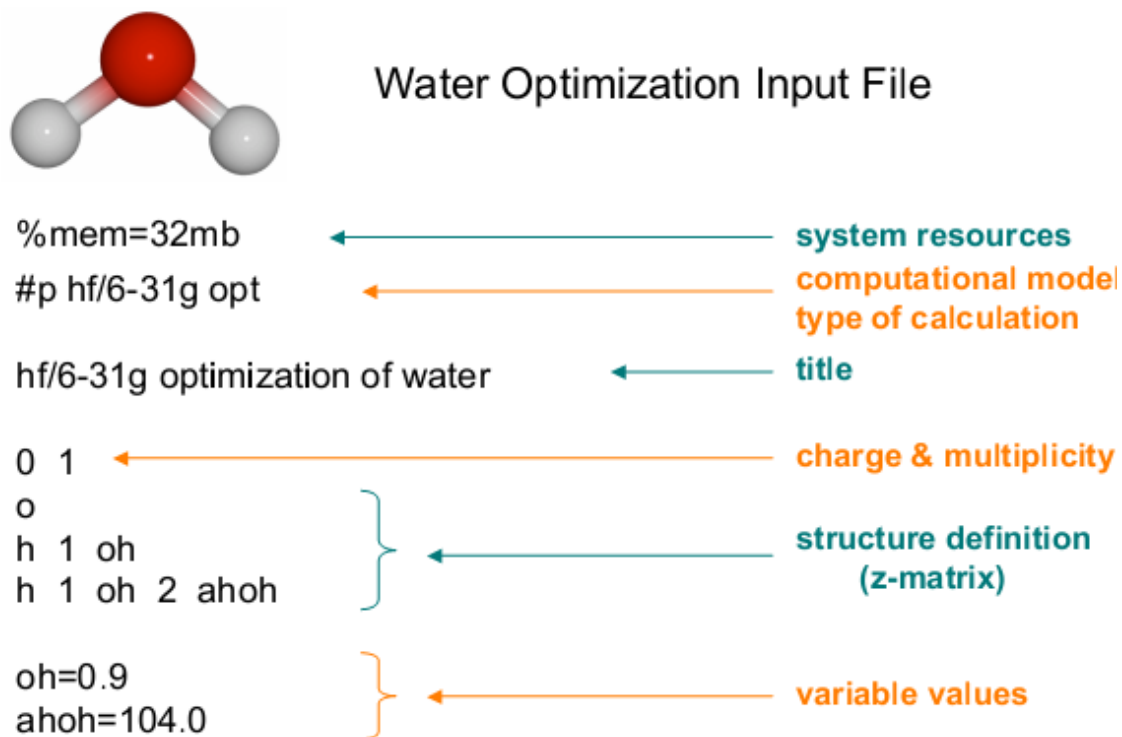 Water Optimization Input File
%mem=32mb
system resources
#p hf/6-31g opt
computational model
type of calculation
hf/6-31g optimization of water
title
0 1
charge & multiplicity
o
h 1 oh
h 1 oh 2 ahoh
structure definition
(z-matrix)
oh=0.9
ahoh=104.0
variable values